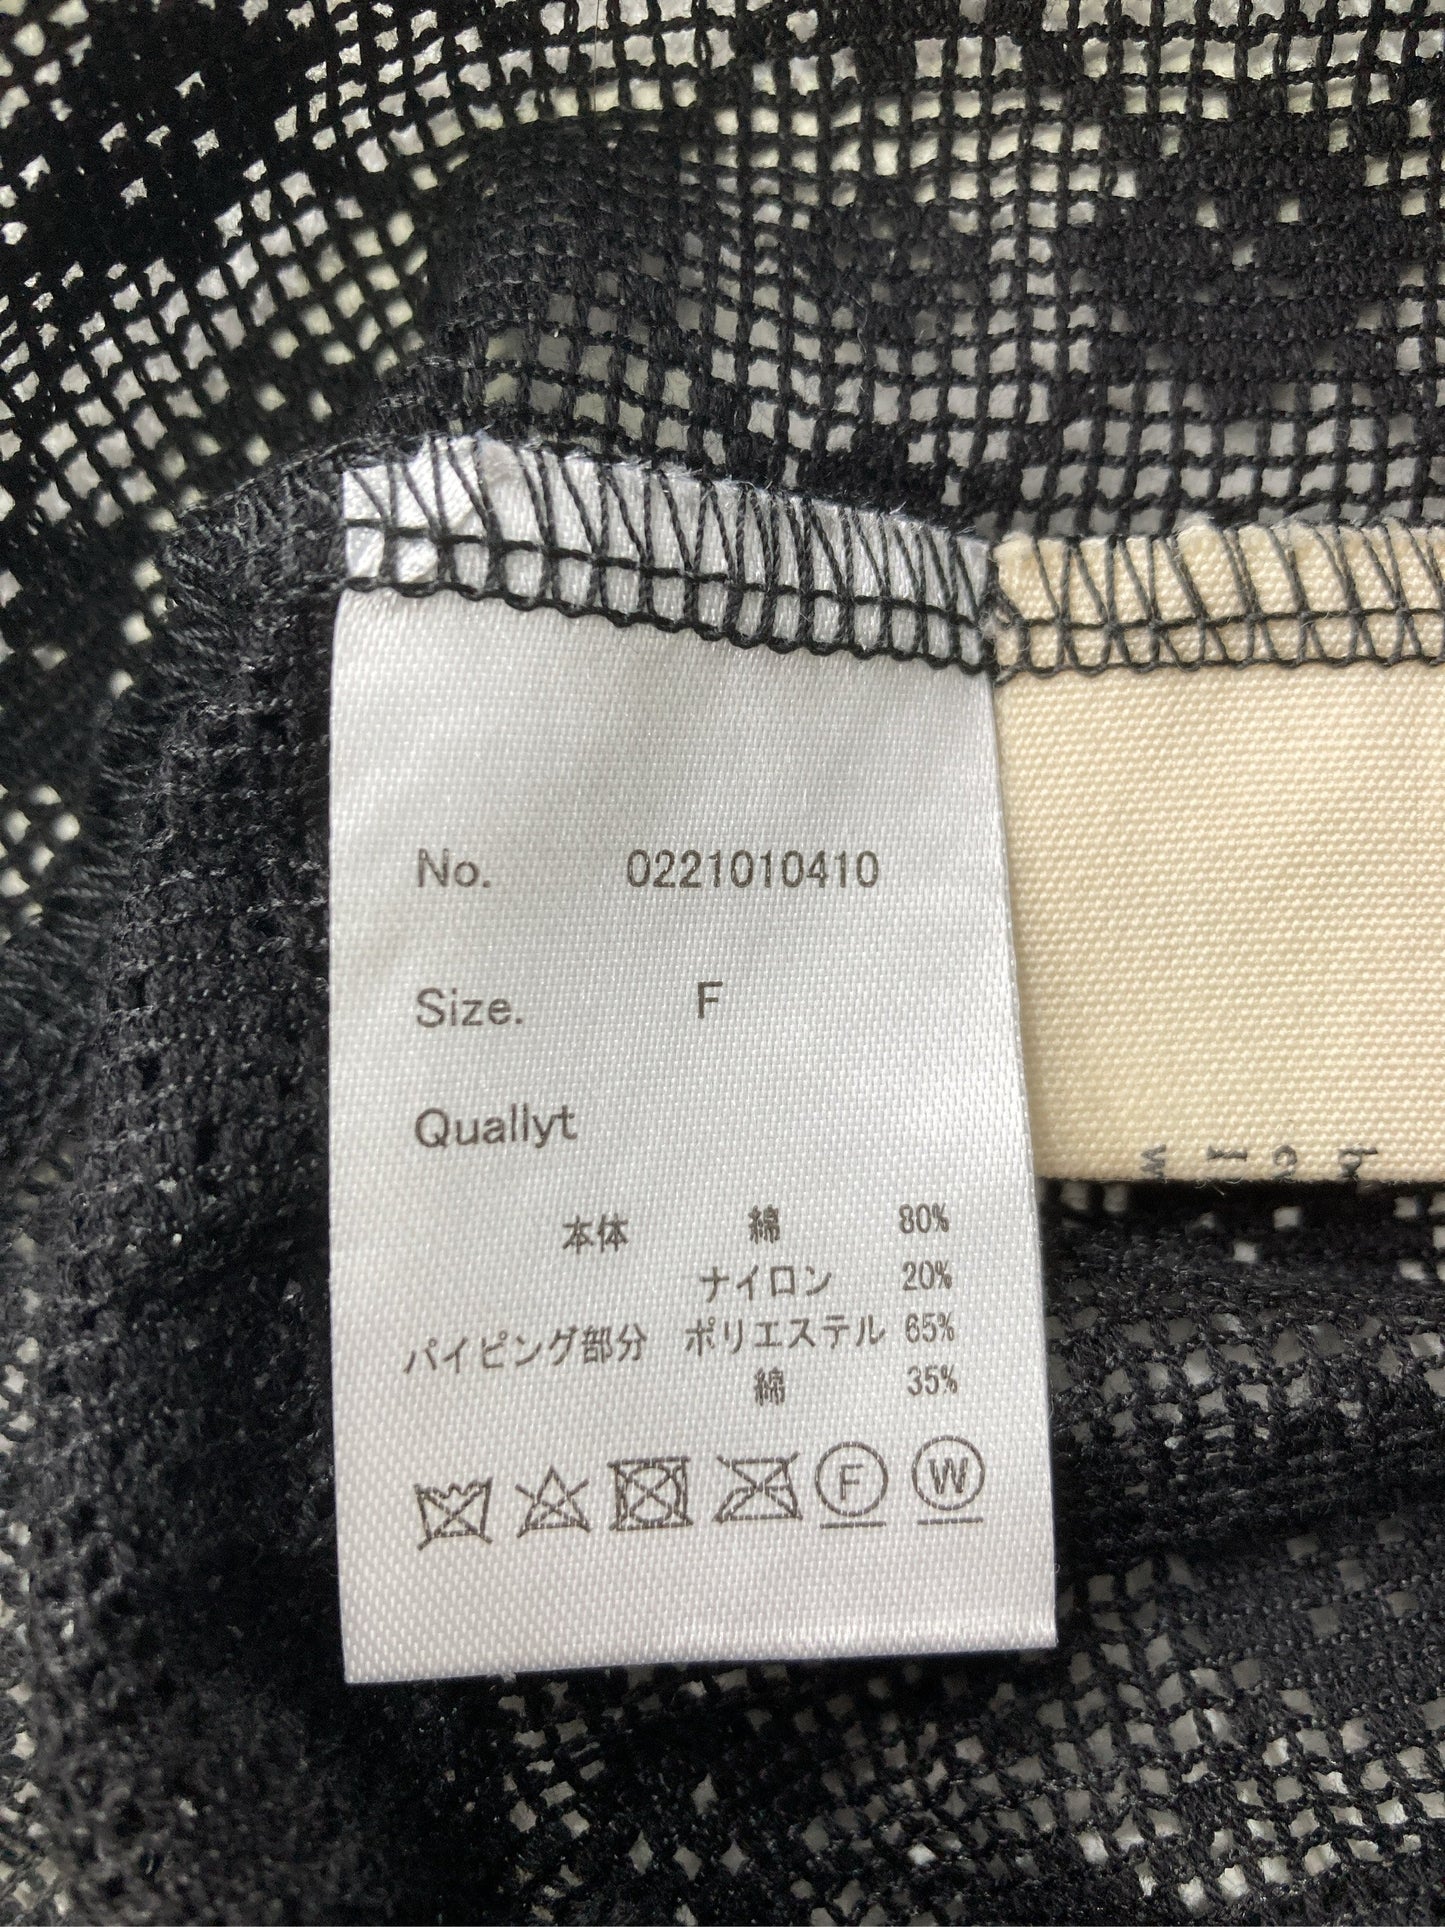 No. 0221010410
Size. F
Quallyt
本体 綿 80%
ナイロン 20%
パイピング部分 ポリエステル 65%
綿 35%
F W